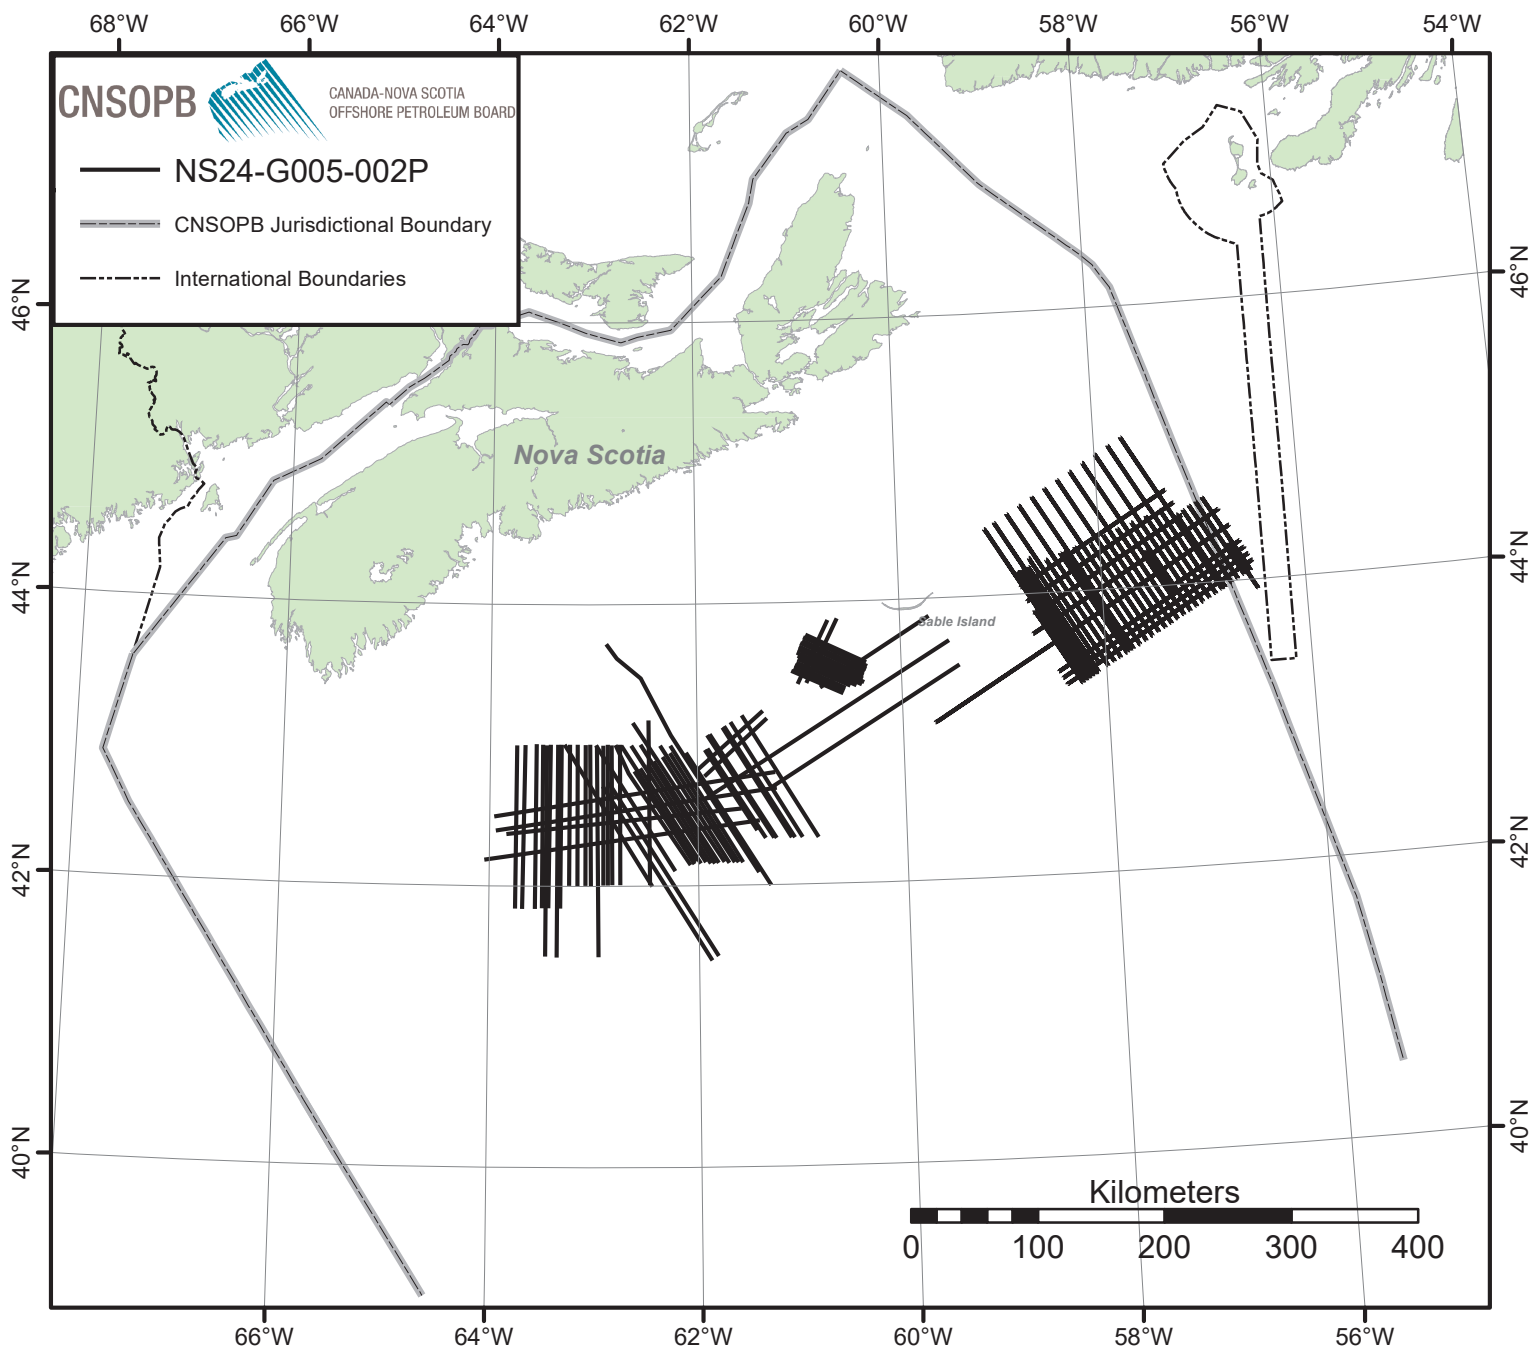 68°W 66°W 64°W 62°W 60°W 58°W 56°W 54°W
CNSOPB
CANADA-NOVA SCOTIA
OFFSHORE PETROLEUM BOARD
NS24-G005-002P
CNSOPB Jurisdictional Boundary
International Boundaries
46°N
46°N
Nova Scotia
44°N
44°N
Sable Island
42°N
42°N
40°N
40°N
Kilometers
0 100 200 300 400
66°W 64°W 62°W 60°W 58°W 56°W